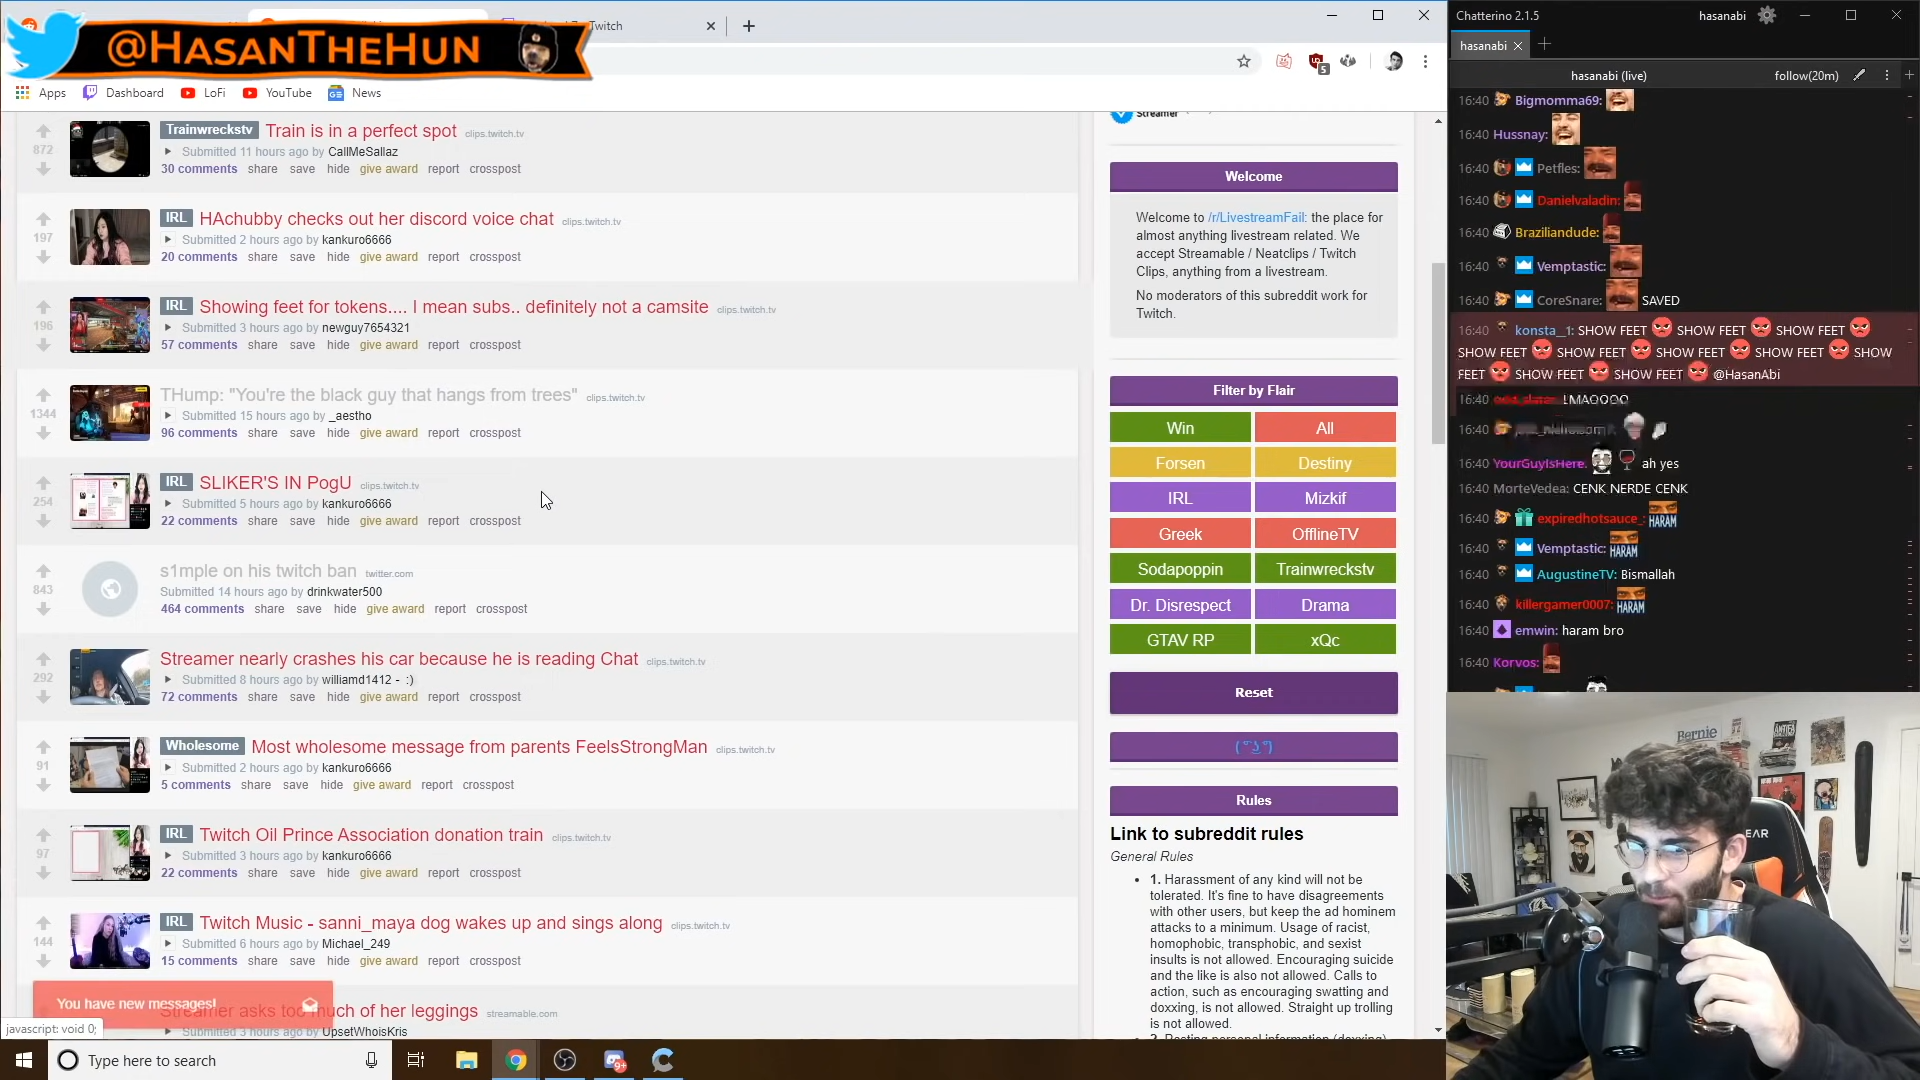 @HASANTHEHUN
Twitch
Apps Dashboard LoFi YouTube News
872
Trainwreckstv Train is in a perfect spot clips.twitch.tv
Submitted 11 hours ago by CallMeSallaz
30 comments share save hide give award report crosspost
197
IRL HAchubby checks out her discord voice chat clips.twitch.tv
Submitted 2 hours ago by kankuro6666
20 comments share save hide give award report crosspost
196
IRL Showing feet for tokens.... I mean subs.. definitely not a camsite clips.twitch.tv
Submitted 3 hours ago by newguy7654321
57 comments share save hide give award report crosspost
1344
THump: "You're the black guy that hangs from trees" clips.twitch.tv
Submitted 15 hours ago by _aestho
96 comments share save hide give award report crosspost
254
IRL SLIKER'S IN PogU clips.twitch.tv
Submitted 5 hours ago by kankuro6666
22 comments share save hide give award report crosspost
843
s1mple on his twitch ban twitter.com
Submitted 14 hours ago by drinkwater500
464 comments share save hide give award report crosspost
292
Streamer nearly crashes his car because he is reading Chat clips.twitch.tv
Submitted 8 hours ago by williamd1412 - :)
72 comments share save hide give award report crosspost
91
Wholesome Most wholesome message from parents FeelsStrongMan clips.twitch.tv
Submitted 2 hours ago by kankuro6666
5 comments share save hide give award report crosspost
97
IRL Twitch Oil Prince Association donation train clips.twitch.tv
Submitted 3 hours ago by kankuro6666
22 comments share save hide give award report crosspost
144
IRL Twitch Music - sanni_maya dog wakes up and sings along clips.twitch.tv
Submitted 6 hours ago by Michael_249
15 comments share save hide give award report crosspost
You have new messages!
Streamer asks too much of her leggings streamable.com
Submitted 3 hours ago by UpsetWhoisKris
javascript: void 0;
Type here to search
9+
Streamer
Welcome
Welcome to /r/LivestreamFail: the place for
almost anything livestream related. We
accept Streamable / Neatclips / Twitch
Clips, anything from a livestream.
No moderators of this subreddit work for
Twitch.
Filter by Flair
Win All
Forsen Destiny
IRL Mizkif
Greek OfflineTV
Sodapoppin Trainwreckstv
Dr. Disrespect Drama
GTAV RP xQc
Reset
( ͡° ͜ʖ ͡°)
Rules
Link to subreddit rules
General Rules
• 1. Harassment of any kind will not be
tolerated. It's fine to have disagreements
with other users, but keep the ad hominem
attacks to a minimum. Usage of racist,
homophobic, transphobic, and sexist
insults is not allowed. Encouraging suicide
and the like is also not allowed. Calls to
action, such as encouraging swatting and
doxxing, is not allowed. Straight up trolling
is not allowed.
• 2. Posting personal information (doxxing)
5
Chatterino 2.1.5 hasanabi
hasanabi
hasanabi (live) follow(20m)
16:40 Bigmomma69:
16:40 Hussnay:
16:40 Petfles:
16:40 Danielvaladin:
16:40 Braziliandude:
16:40 Vemptastic:
16:40 CoreSnare: SAVED
16:40 konsta__1: SHOW FEET SHOW FEET SHOW FEET
SHOW FEET SHOW FEET SHOW FEET SHOW FEET SHOW
FEET SHOW FEET SHOW FEET @HasanAbi
16:40 LMAOOOO
16:40
16:40 YourGuyIsHere: ah yes
16:40 MorteVedea: CENK NERDE CENK
16:40 expiredhotsauce_: HARAM
16:40 Vemptastic: HARAM
16:40 AugustineTV: Bismallah
16:40 killergamer0007: HARAM
16:40 emwin: haram bro
16:40 Korvos:
Bernie
EAR